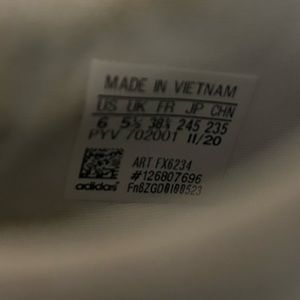 MADE IN VIETNAM
US UK FR JP CHN
6 5½ 38⅔ 245 235
PYV 702001 11/20
ART FX6234
#126807696
adidas